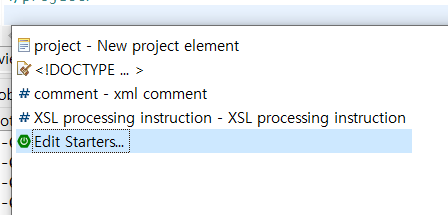 project - New project element
<!DOCTYPE ... >
# comment - xml comment
# XSL processing instruction - XSL processing instruction
Edit Starters...